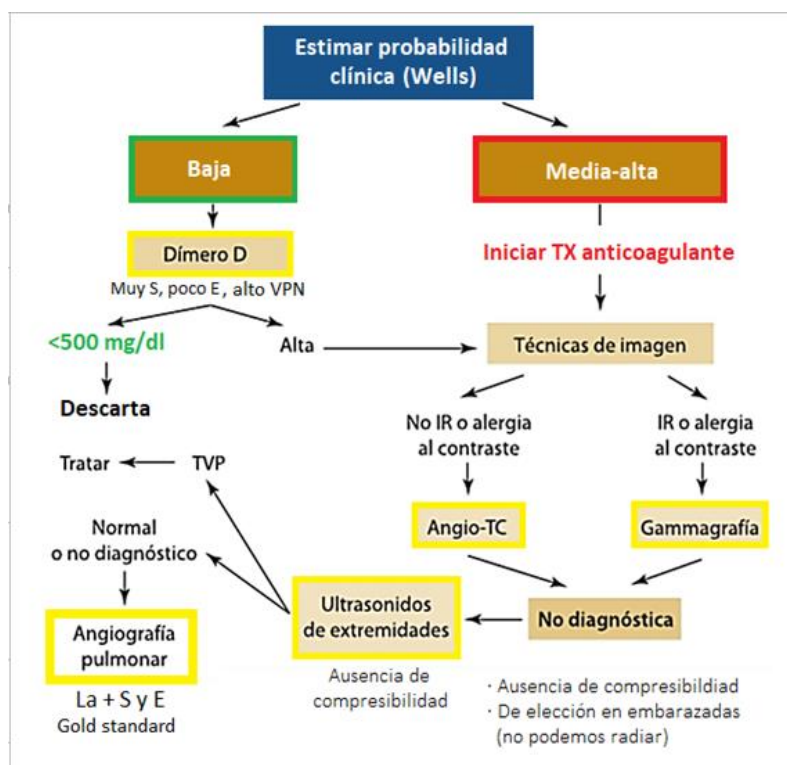 Estimar probabilidad
clínica (Wells)
Baja
Media-alta
Dímero D
Muy S, poco E, alto VPN
Iniciar TX anticoagulante
<500 mg/dl
Alta
Técnicas de imagen
Descarta
No IR o alergia
al contraste
IR o alergia
al contraste
Tratar
TVP
Angio-TC
Gammagrafía
Normal
o no diagnóstico
Ultrasonidos
de extremidades
No diagnóstica
Angiografía
pulmonar
Ausencia de
compresibilidad
La + S y E
Gold standard
· Ausencia de compresibildiad
· De elección en embarazadas
(no podemos radiar)